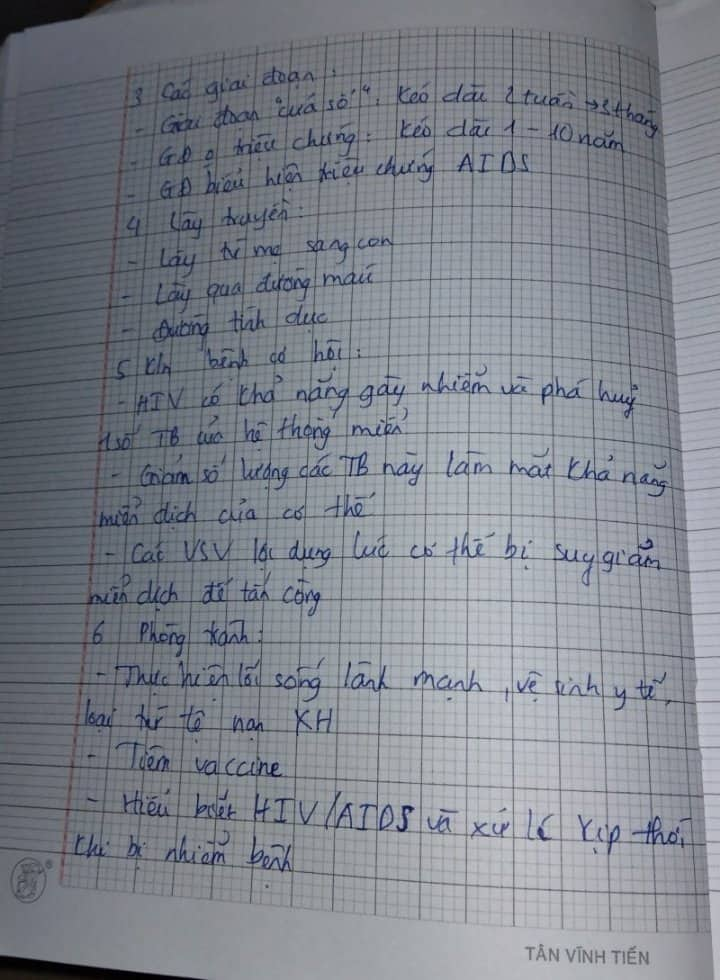 3 Các giai đoạn :
- Giai đoạn "cửa sổ" : kéo dài 2 tuần → 3 tháng
- GĐ 0 triệu chứng : kéo dài 1 - 10 năm
- GĐ biểu hiện triệu chứng AIDS
4 Lây truyền :
- Lây từ mẹ sang con
- Lây qua đường máu
- Đường tình dục
5 KN bệnh cơ hội :
- HIV có khả năng gây nhiễm và phá huỷ
1 số TB của hệ thống miễn
- Giảm số lượng các TB này làm mất khả năng
miễn dịch của cơ thể
- Các VSV lợi dụng lúc cơ thể bị suy giảm
miễn dịch để tấn công
6 Phòng tránh :
- Thực hiện lối sống lành mạnh , vệ sinh y tế,
loại trừ tệ nạn XH
- Tiêm vaccine
- Hiểu biết HIV/AIDS và xử lí kịp thời
khi bị nhiễm bệnh
TÂN VĨNH TIẾN